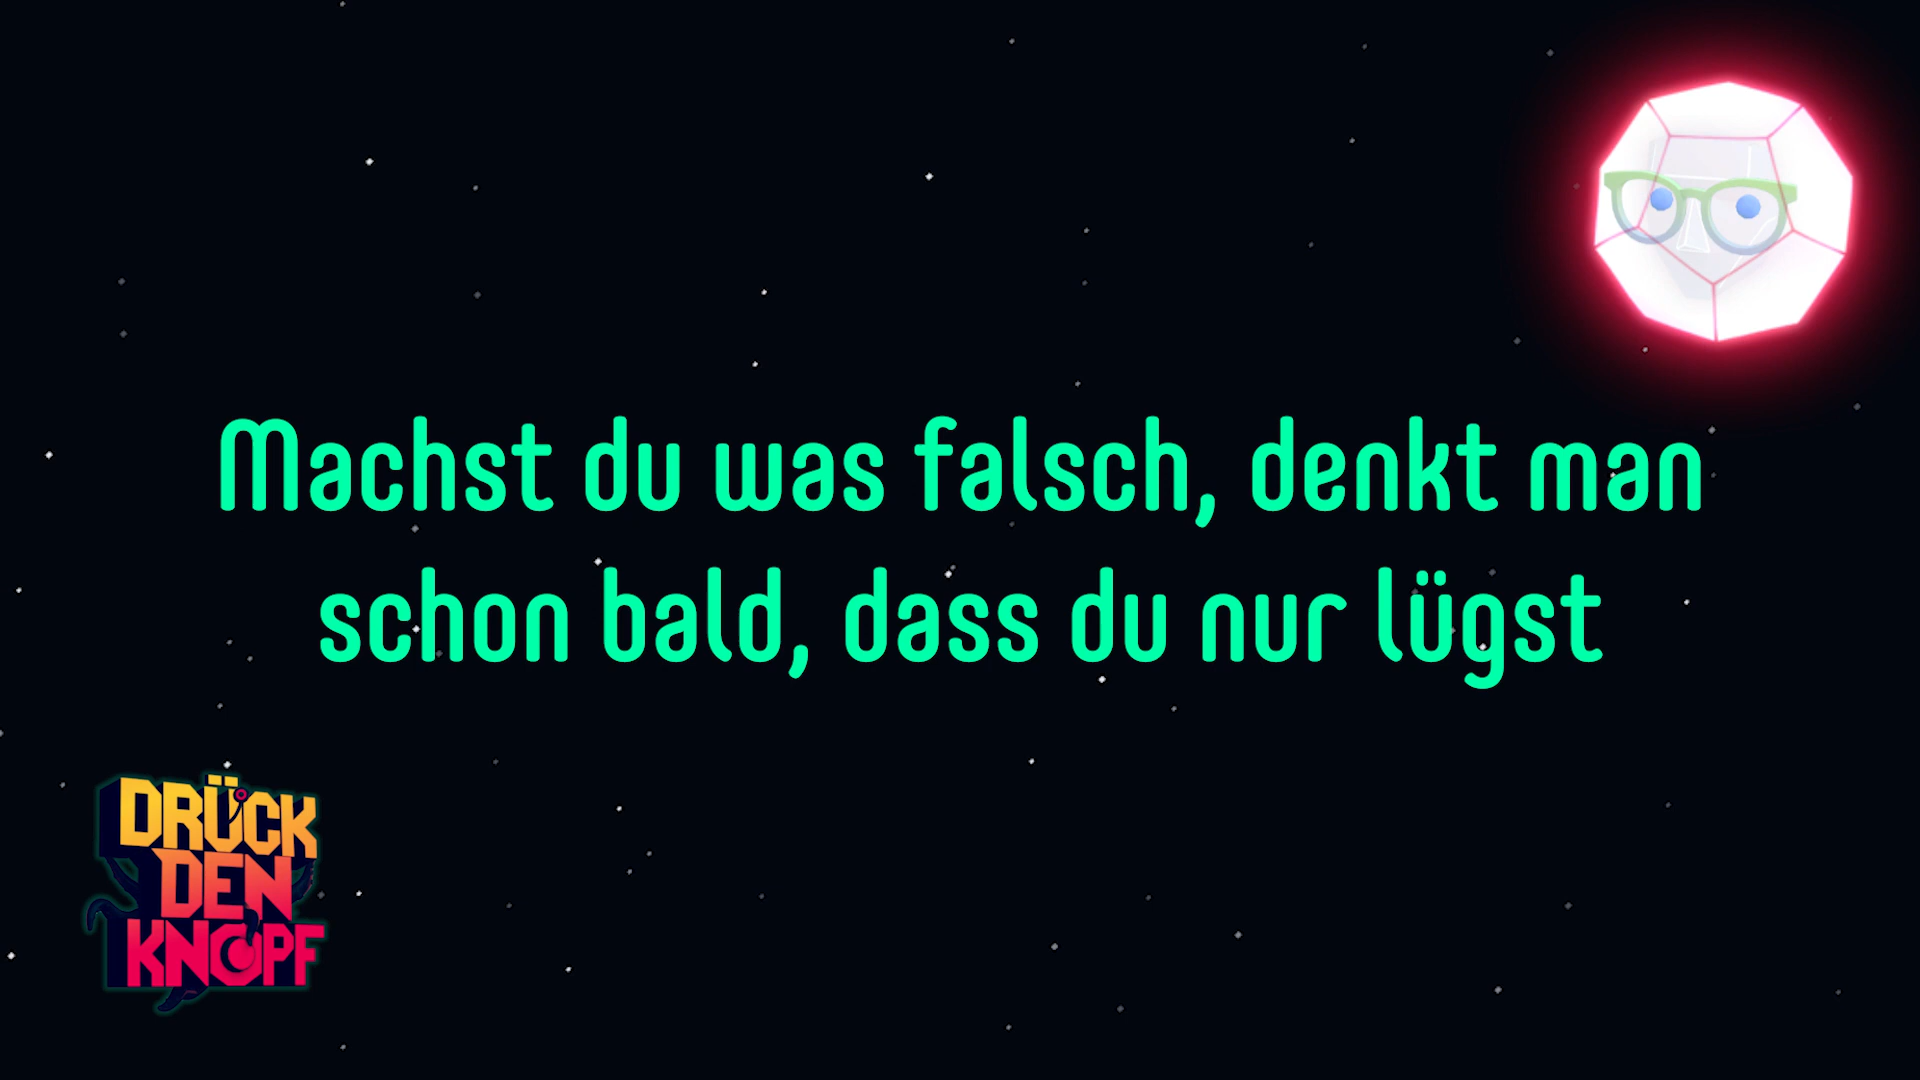 Machst du was falsch, denkt man
schon bald, dass du nur lügst
DRÜCK
DEN
KNOPF